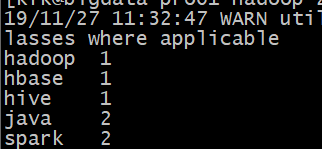 19/11/27 11:32:47 WARN util
lasses where applicable
hadoop 1
hbase 1
hive 1
java 2
spark 2